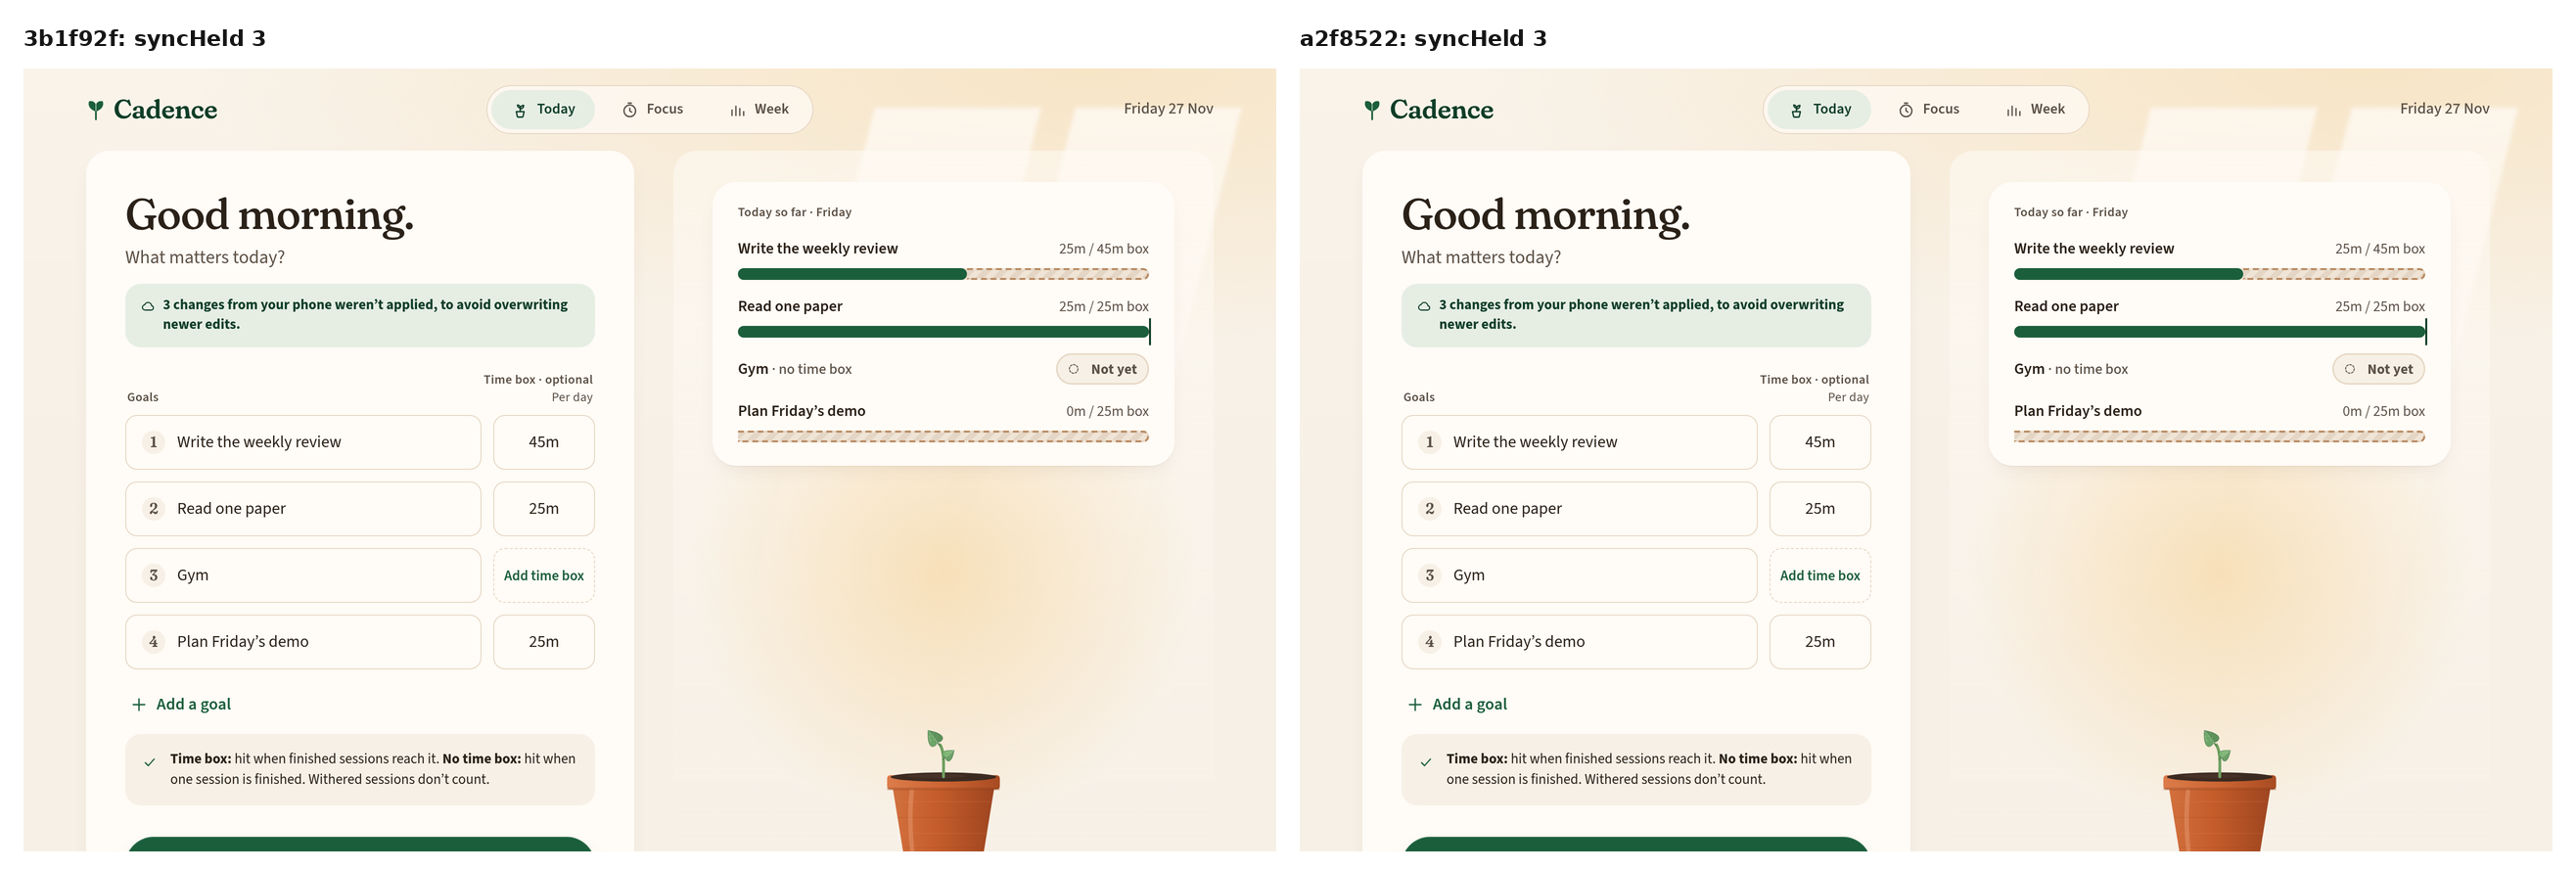 3b1f92f: syncHeld 3
Cadence
Today
Focus
Week
Friday 27 Nov
Good morning.
What matters today?
3 changes from your phone weren’t applied, to avoid overwriting
newer edits.
Time box · optional
Goals
Per day
1 Write the weekly review
45m
2 Read one paper
25m
3 Gym
Add time box
4 Plan Friday’s demo
25m
Add a goal
Time box: hit when finished sessions reach it. No time box: hit when
one session is finished. Withered sessions don’t count.
Today so far · Friday
Write the weekly review
25m / 45m box
Read one paper
25m / 25m box
Gym · no time box
Not yet
Plan Friday’s demo
0m / 25m box
a2f8522: syncHeld 3
Cadence
Today
Focus
Week
Friday 27 Nov
Good morning.
What matters today?
3 changes from your phone weren’t applied, to avoid overwriting
newer edits.
Time box · optional
Goals
Per day
1 Write the weekly review
45m
2 Read one paper
25m
3 Gym
Add time box
4 Plan Friday’s demo
25m
Add a goal
Time box: hit when finished sessions reach it. No time box: hit when
one session is finished. Withered sessions don’t count.
Today so far · Friday
Write the weekly review
25m / 45m box
Read one paper
25m / 25m box
Gym · no time box
Not yet
Plan Friday’s demo
0m / 25m box